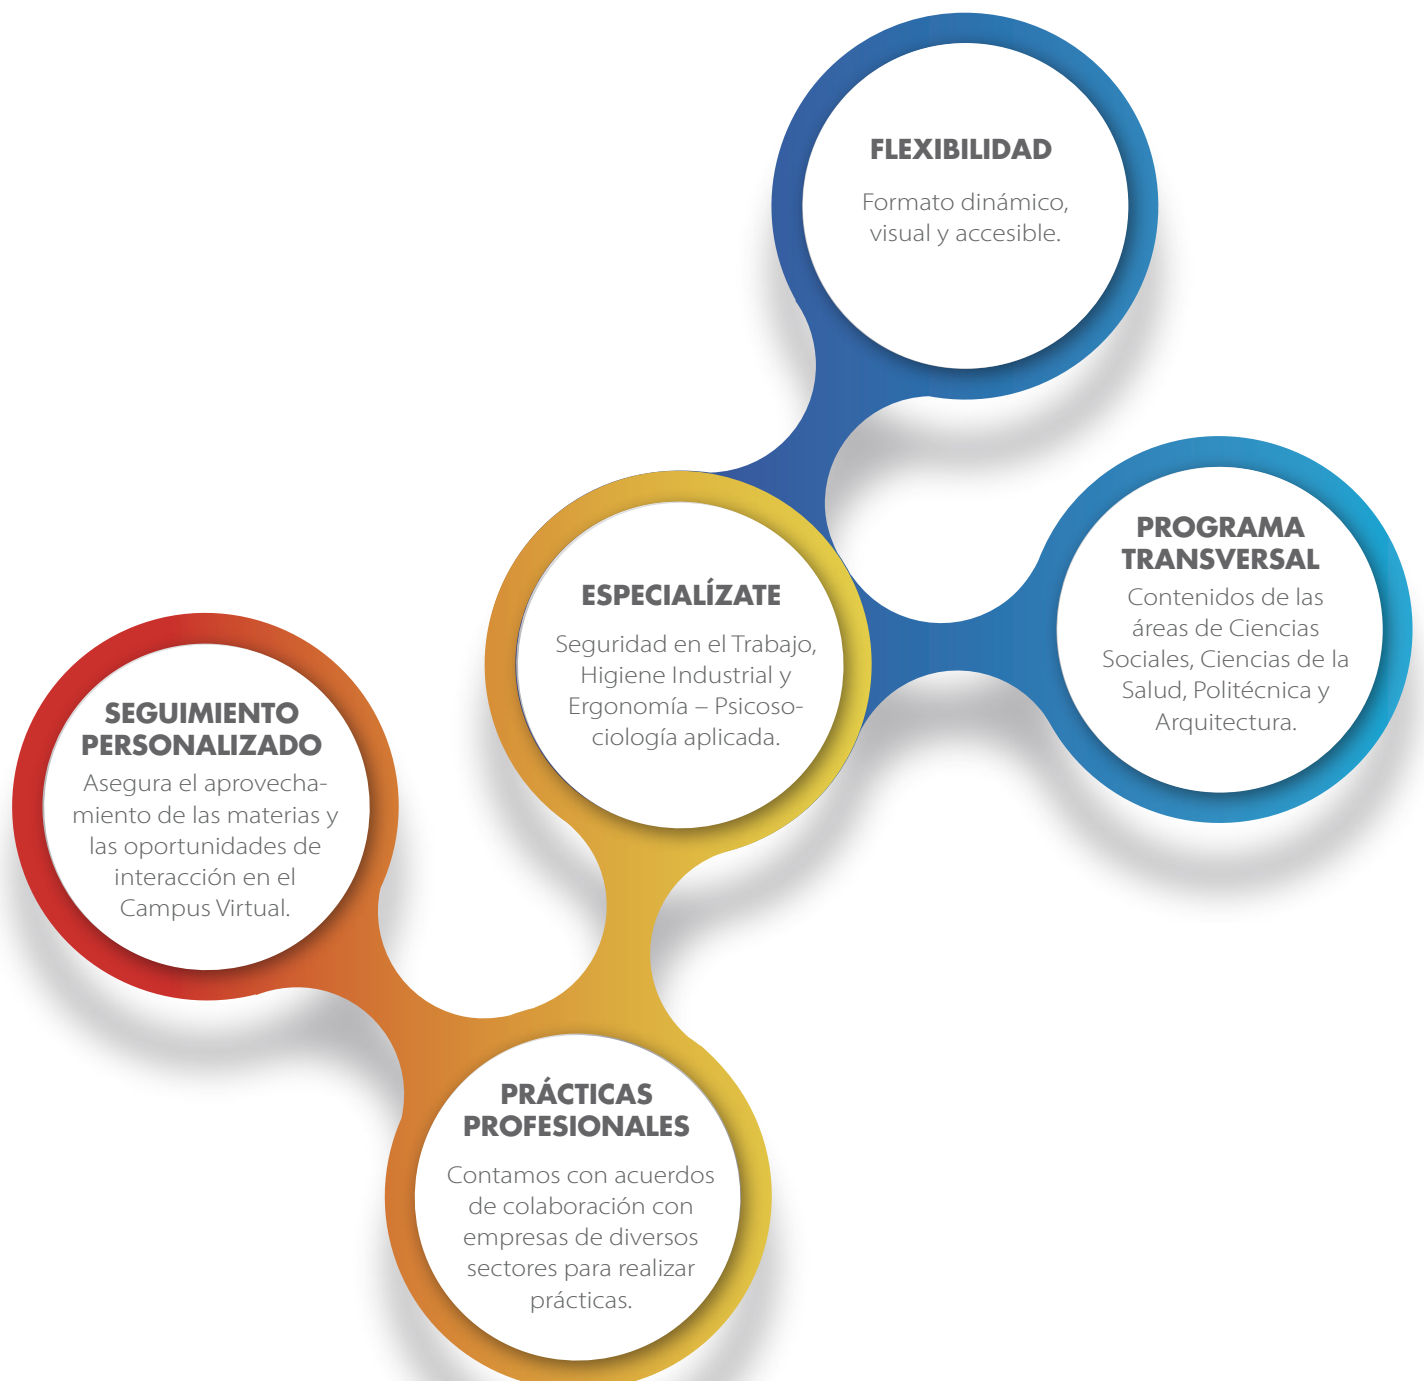 FLEXIBILIDAD
Formato dinámico,
visual y accesible.
PROGRAMA
TRANSVERSAL
Contenidos de las
áreas de Ciencias
Sociales, Ciencias de la
Salud, Politécnica y
Arquitectura.
ESPECIALÍZATE
Seguridad en el Trabajo,
Higiene Industrial y
Ergonomía – Psicoso-
ciología aplicada.
SEGUIMIENTO
PERSONALIZADO
Asegura el aprovecha-
miento de las materias y
las oportunidades de
interacción en el
Campus Virtual.
PRÁCTICAS
PROFESIONALES
Contamos con acuerdos
de colaboración con
empresas de diversos
sectores para realizar
prácticas.